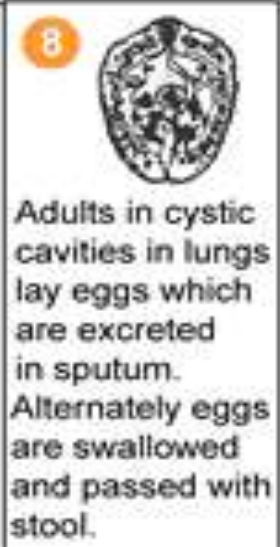 8
Adults in cystic
cavities in lungs
lay eggs which
are excreted
in sputum.
Alternately eggs
are swallowed
and passed with
stool.